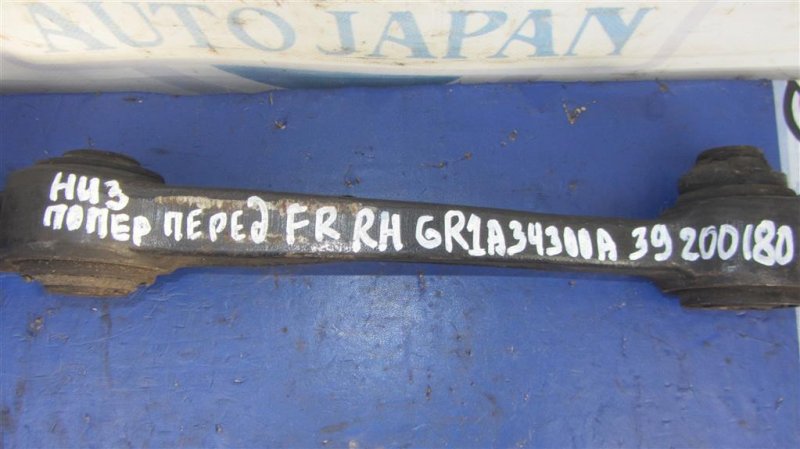 AUTO JAPAN
НИЗ
ПОПЕР ПЕРЕД FR RH GR1A34300A 39200180